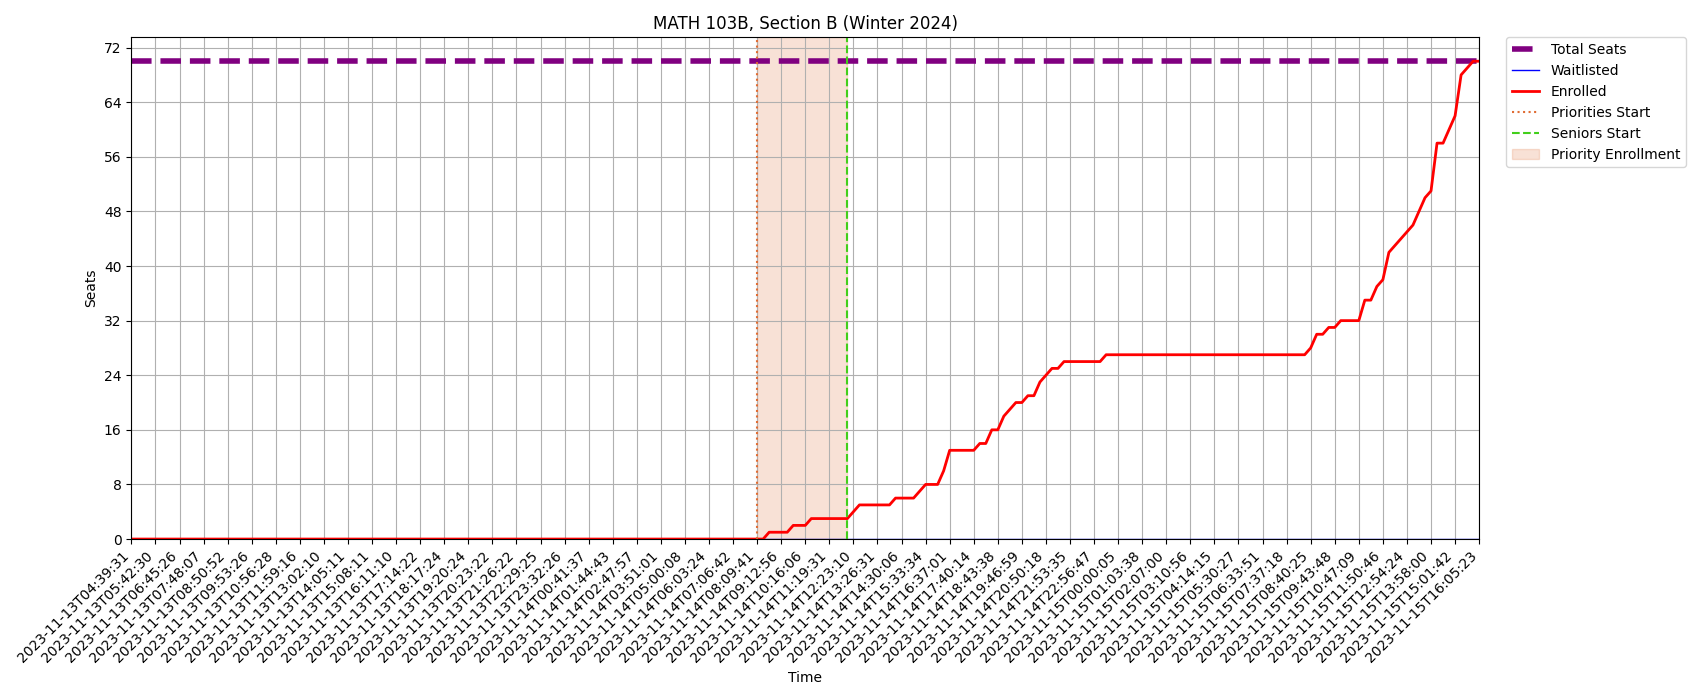 MATH 103B, Section B (Winter 2024)
Total Seats
Waitlisted
Enrolled
Priorities Start
Seniors Start
Priority Enrollment
Seats
72
64
56
48
40
32
24
16
8
0
2023-11-13T04:39:31
2023-11-13T05:42:30
2023-11-13T06:45:26
2023-11-13T07:48:07
2023-11-13T08:50:52
2023-11-13T09:53:26
2023-11-13T10:56:28
2023-11-13T11:59:16
2023-11-13T13:02:10
2023-11-13T14:05:11
2023-11-13T15:08:11
2023-11-13T16:11:10
2023-11-13T17:14:22
2023-11-13T18:17:24
2023-11-13T19:20:24
2023-11-13T20:23:22
2023-11-13T21:26:22
2023-11-13T22:29:25
2023-11-13T23:32:26
2023-11-14T00:41:37
2023-11-14T01:44:43
2023-11-14T02:47:57
2023-11-14T03:51:01
2023-11-14T05:00:08
2023-11-14T06:03:24
2023-11-14T07:06:42
2023-11-14T08:09:41
2023-11-14T09:12:56
2023-11-14T10:16:06
2023-11-14T11:19:31
2023-11-14T12:23:10
2023-11-14T13:26:31
2023-11-14T14:30:06
2023-11-14T15:33:34
2023-11-14T16:37:01
2023-11-14T17:40:14
2023-11-14T18:43:38
2023-11-14T19:46:59
2023-11-14T20:50:18
2023-11-14T21:53:35
2023-11-14T22:56:47
2023-11-15T00:00:05
2023-11-15T01:03:38
2023-11-15T02:07:00
2023-11-15T03:10:56
2023-11-15T04:14:15
2023-11-15T05:30:27
2023-11-15T06:33:51
2023-11-15T07:37:18
2023-11-15T08:40:25
2023-11-15T09:43:48
2023-11-15T10:47:09
2023-11-15T11:50:46
2023-11-15T12:54:24
2023-11-15T13:58:00
2023-11-15T15:01:42
2023-11-15T16:05:23
Time